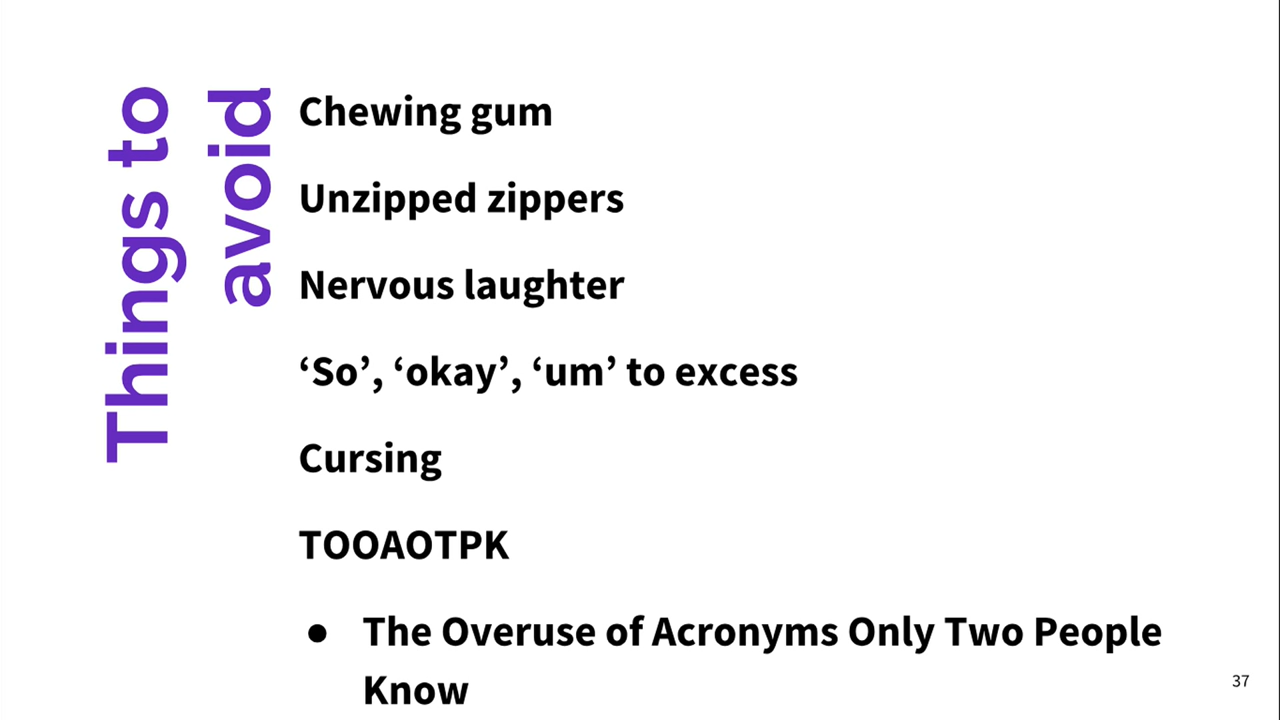 Things to
avoid
Chewing gum
Unzipped zippers
Nervous laughter
‘So’, ‘okay’, ‘um’ to excess
Cursing
TOOAOTPK
● The Overuse of Acronyms Only Two People
Know
37